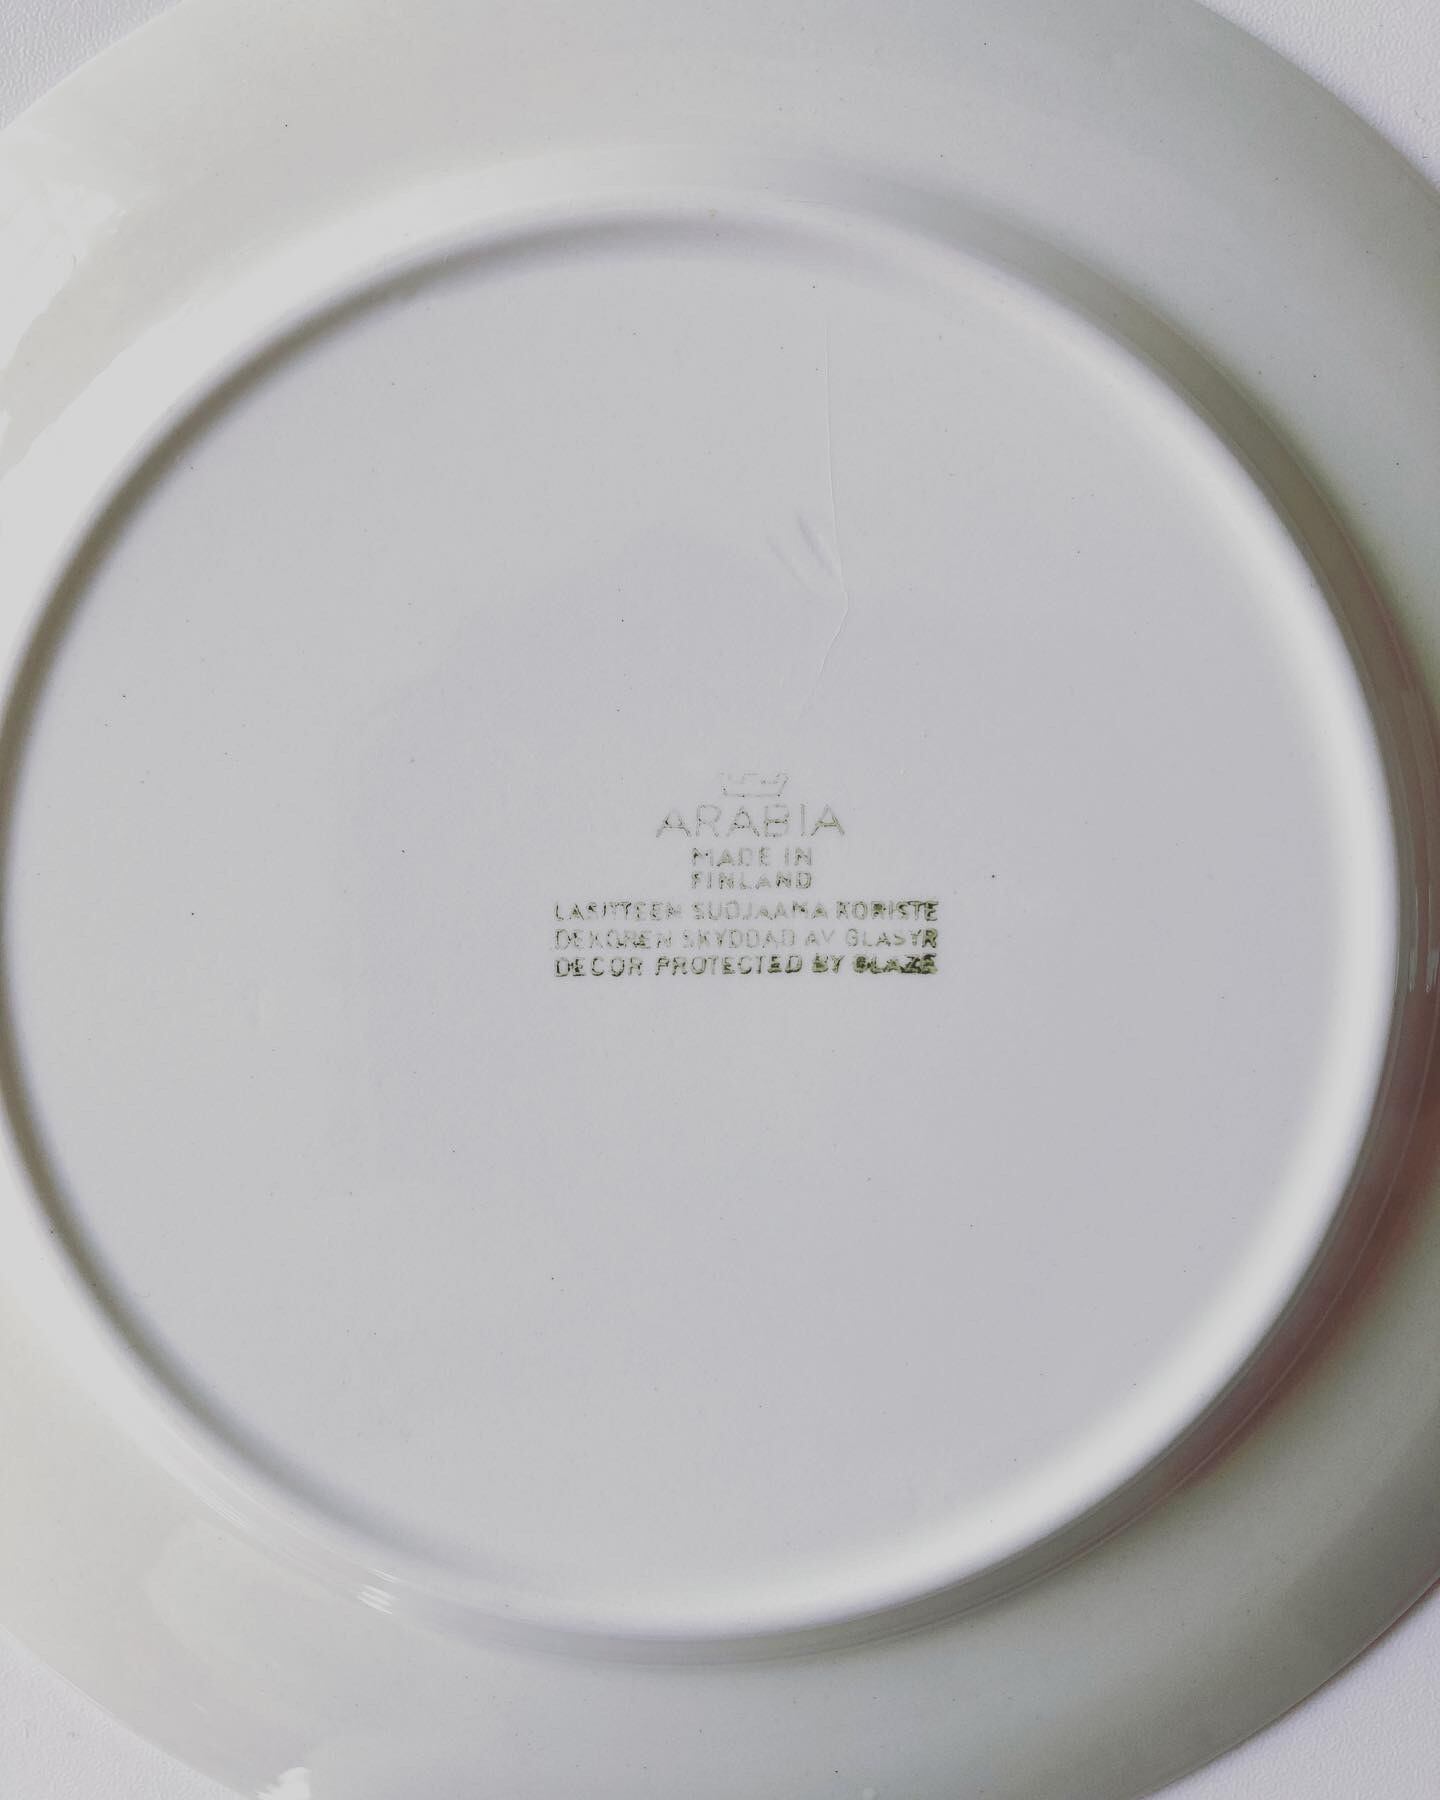 ARABIA
MADE IN
FINLAND
LASITTEEN SUOJAAMA KORISTE
DEKOREN SKYDDAD AV GLASYR
DECOR PROTECTED BY GLAZE